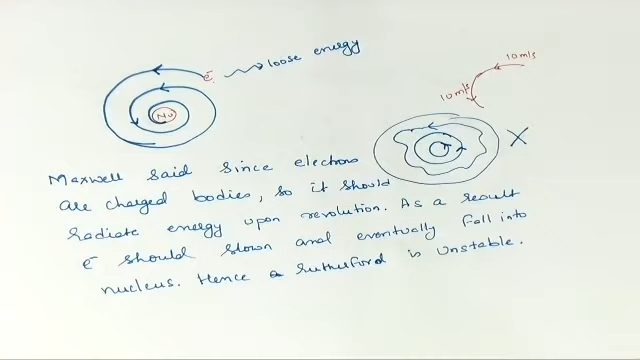 e⁻ loose energy
10m/s
10m/s
Nu
X
Maxwell said since electrons
are charged bodies, so it should
radiate energy upon revolution. As a result
e⁻ should slown and eventually fall into
nucleus. Hence Rutherford is Unstable.